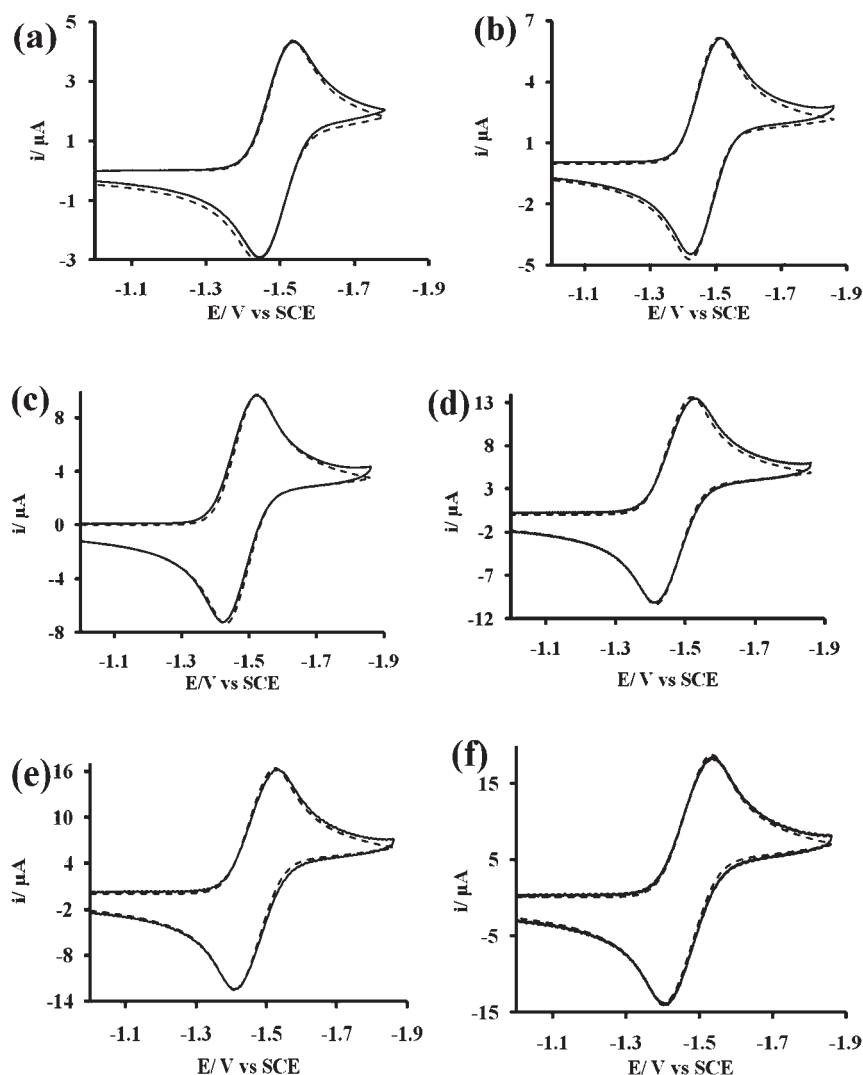 (a)
5
3
1
-1
-3
i/ µA
-1.1 -1.3 -1.5 -1.7 -1.9
E/ V vs SCE
(b)
7
4
1
-2
-5
i/ µA
-1.1 -1.3 -1.5 -1.7 -1.9
E/ V vs SCE
(c)
8
4
0
-4
-8
i/ µA
-1.1 -1.3 -1.5 -1.7 -1.9
E/V vs SCE
(d)
13
8
3
-2
-7
-12
i/ µA
-1.1 -1.3 -1.5 -1.7 -1.9
E/ V vs SCE
(e)
16
10
4
-2
-8
-14
i/ µA
-1.1 -1.3 -1.5 -1.7 -1.9
E/ V vs SCE
(f)
15
5
-5
-15
i/ µA
-1.1 -1.3 -1.5 -1.7 -1.9
E/ V vs SCE